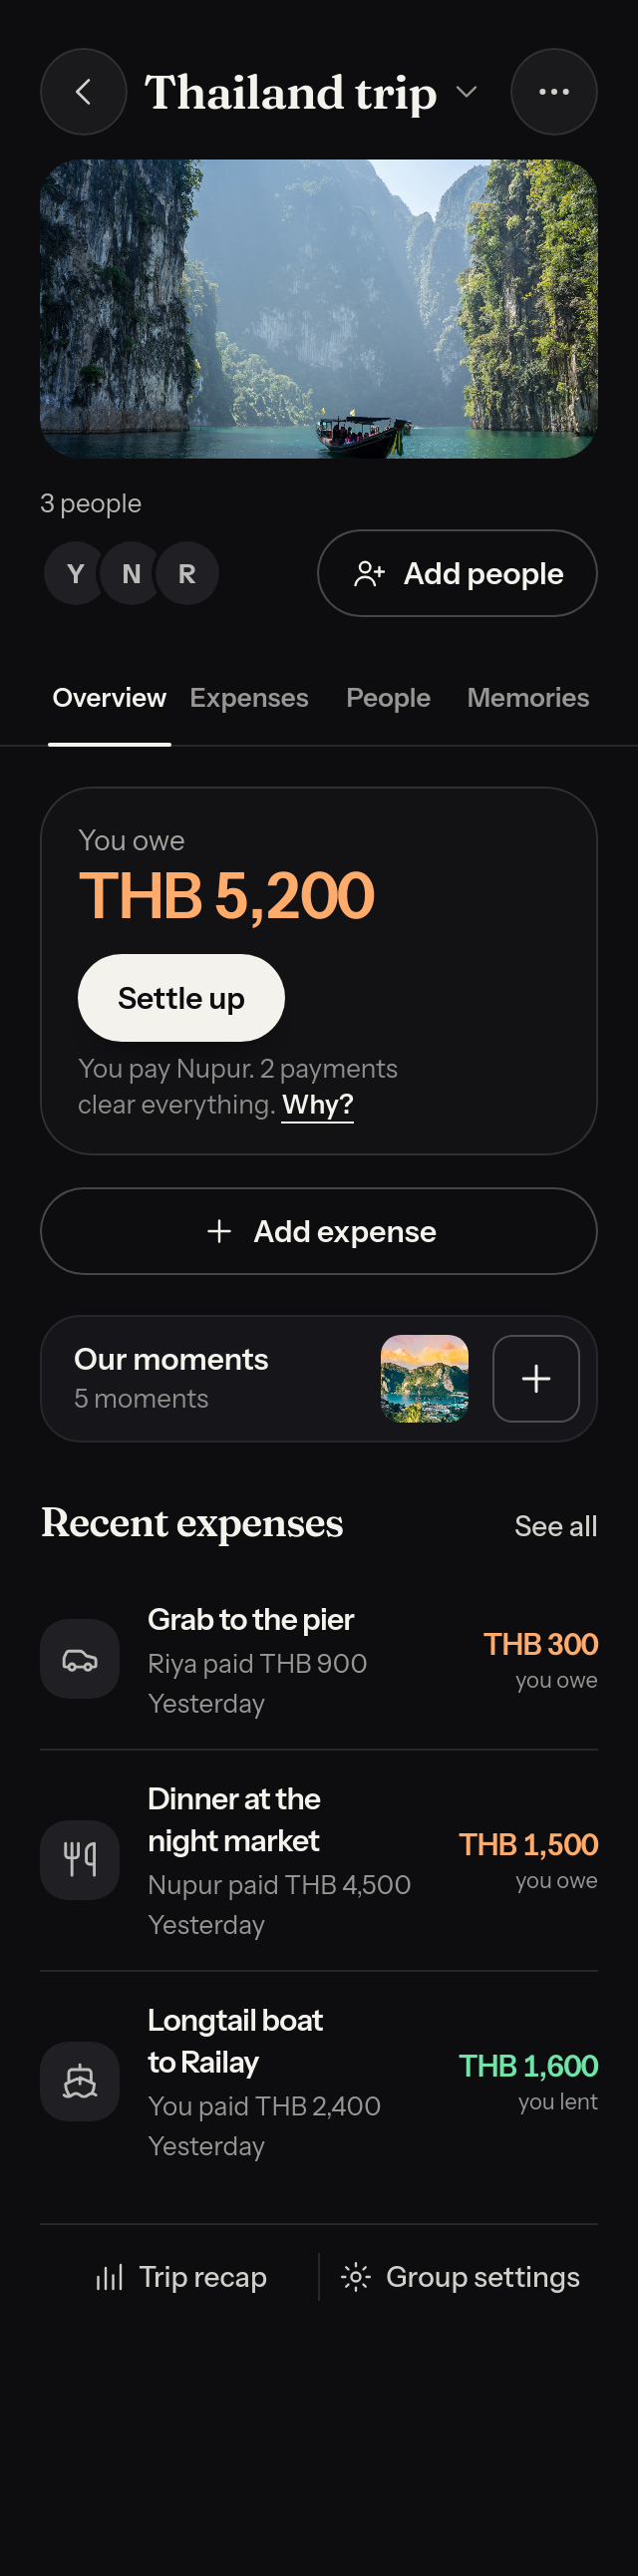 Thailand trip
3 people
Y N R
Add people
Overview Expenses People Memories
You owe
THB 5,200
Settle up
You pay Nupur. 2 payments
clear everything. Why?
Add expense
Our moments
5 moments
Recent expenses
See all
Grab to the pier
Riya paid THB 900
Yesterday
THB 300
you owe
Dinner at the
night market
Nupur paid THB 4,500
Yesterday
THB 1,500
you owe
Longtail boat
to Railay
You paid THB 2,400
Yesterday
THB 1,600
you lent
Trip recap
Group settings